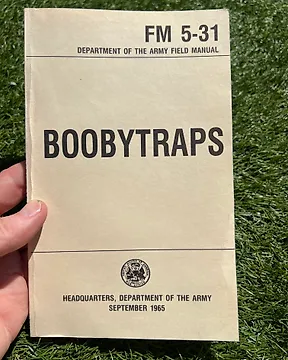 FM 5-31
DEPARTMENT OF THE ARMY FIELD MANUAL
BOOBYTRAPS
HEADQUARTERS, DEPARTMENT OF THE ARMY
SEPTEMBER 1965